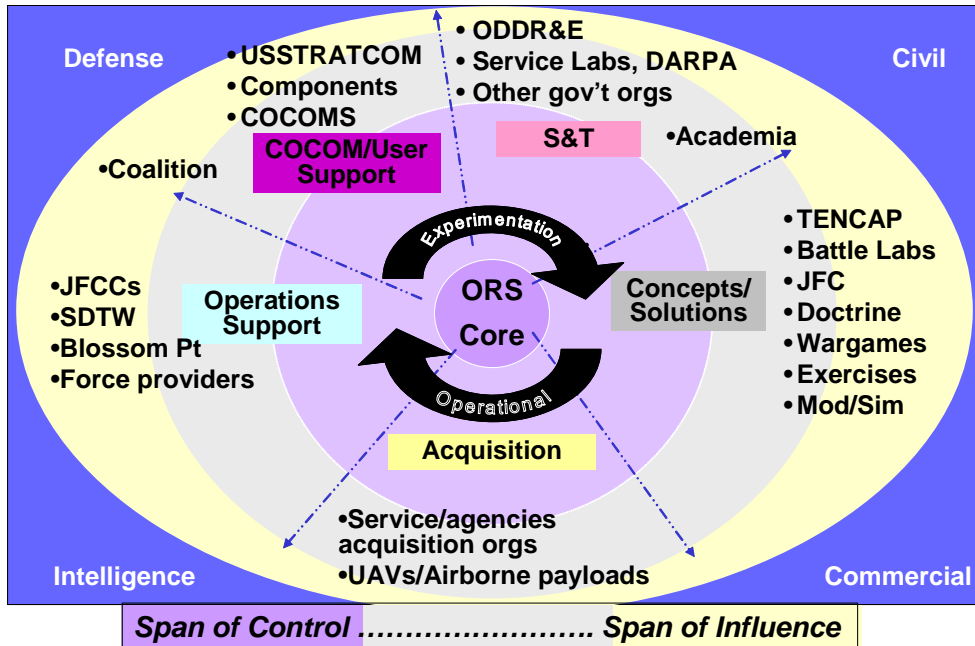 Defense
Civil
• USSTRATCOM
• Components
• COCOMS
• ODDR&E
• Service Labs, DARPA
• Other gov't orgs
COCOM/User
Support
S&T
•Academia
•Coalition
Experimentation
• TENCAP
• Battle Labs
• JFC
• Doctrine
• Wargames
• Exercises
• Mod/Sim
•JFCCs
•SDTW
•Blossom Pt
•Force providers
Operations
Support
ORS
Core
Concepts/
Solutions
Operational
Acquisition
•Service/agencies
acquisition orgs
•UAVs/Airborne payloads
Intelligence
Commercial
Span of Control ………………….... Span of Influence